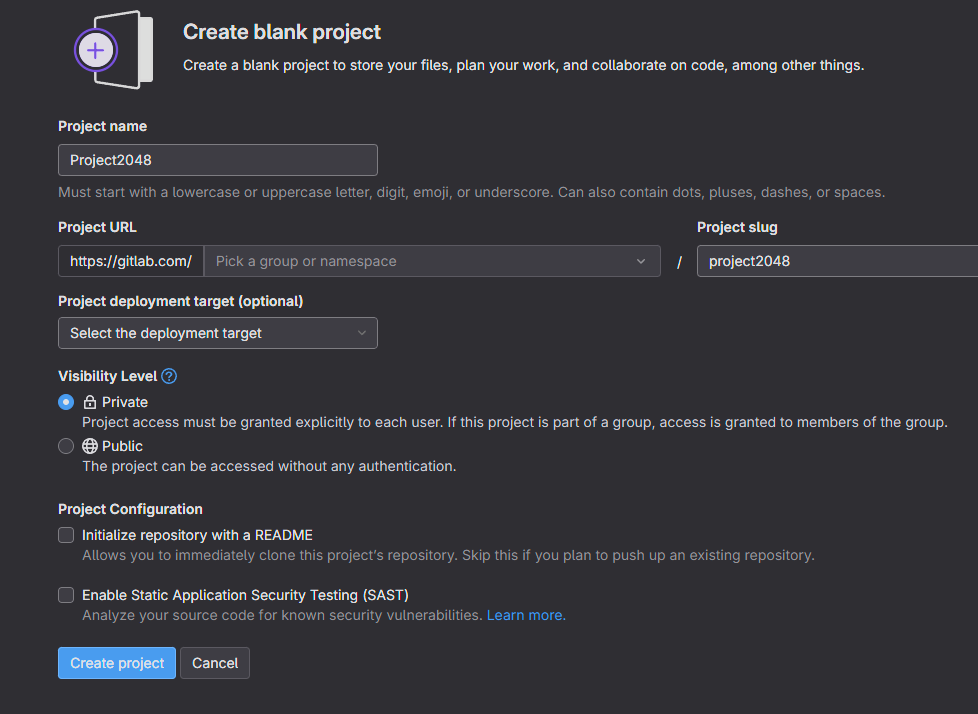 Create blank project
Create a blank project to store your files, plan your work, and collaborate on code, among other things.
Project name
Project2048
Must start with a lowercase or uppercase letter, digit, emoji, or underscore. Can also contain dots, pluses, dashes, or spaces.
Project URL
Project slug
https://gitlab.com/ Pick a group or namespace / project2048
Project deployment target (optional)
Select the deployment target
Visibility Level ?
Private
Project access must be granted explicitly to each user. If this project is part of a group, access is granted to members of the group.
Public
The project can be accessed without any authentication.
Project Configuration
Initialize repository with a README
Allows you to immediately clone this project's repository. Skip this if you plan to push up an existing repository.
Enable Static Application Security Testing (SAST)
Analyze your source code for known security vulnerabilities. Learn more.
Create project Cancel